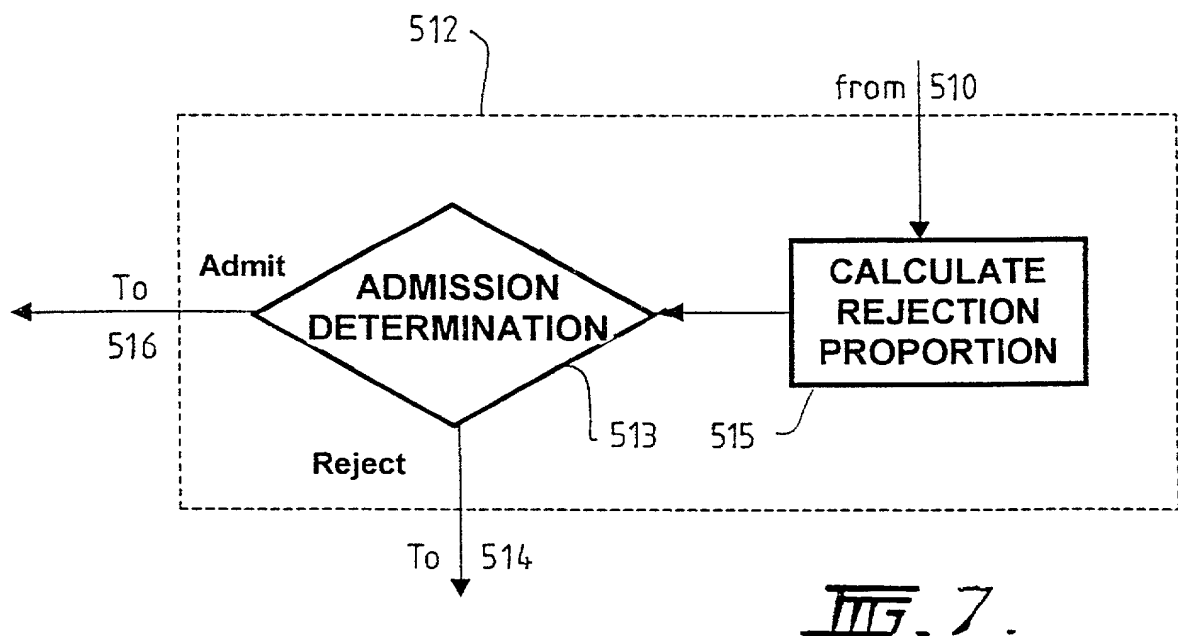 512
from 510
Admit
To
516
ADMISSION
DETERMINATION
CALCULATE
REJECTION
PROPORTION
513
515
Reject
To 514
FIG. 7.